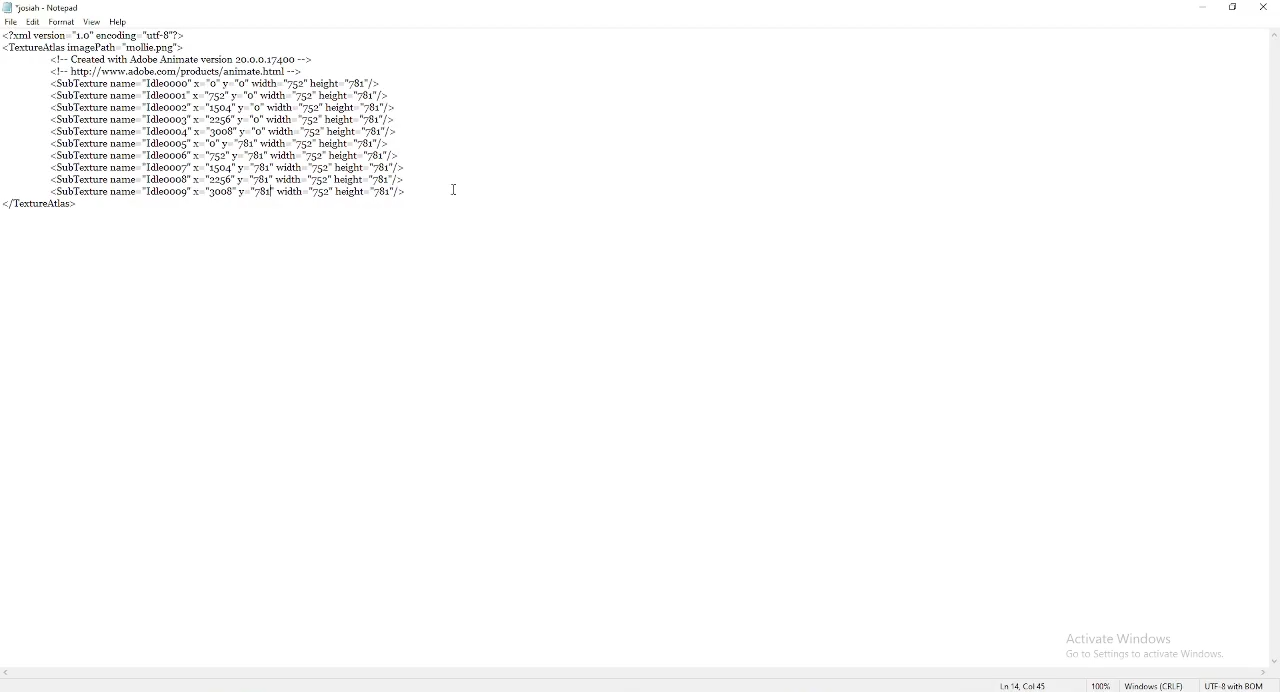 *josiah - Notepad
File Edit Format View Help
<?xml version="1.0" encoding="utf-8"?>
<TextureAtlas imagePath="mollie.png">
<!-- Created with Adobe Animate version 20.0.0.17400 -->
<!-- http://www.adobe.com/products/animate.html -->
<SubTexture name="Idle0000" x="0" y="0" width="752" height="781"/>
<SubTexture name="Idle0001" x="752" y="0" width="752" height="781"/>
<SubTexture name="Idle0002" x="1504" y="0" width="752" height="781"/>
<SubTexture name="Idle0003" x="2256" y="0" width="752" height="781"/>
<SubTexture name="Idle0004" x="3008" y="0" width="752" height="781"/>
<SubTexture name="Idle0005" x="0" y="781" width="752" height="781"/>
<SubTexture name="Idle0006" x="752" y="781" width="752" height="781"/>
<SubTexture name="Idle0007" x="1504" y="781" width="752" height="781"/>
<SubTexture name="Idle0008" x="2256" y="781" width="752" height="781"/>
<SubTexture name="Idle0009" x="3008" y="781" width="752" height="781"/>
</TextureAtlas>
Activate Windows
Go to Settings to activate Windows.
Ln 14, Col 45 100% Windows (CRLF) UTF-8 with BOM